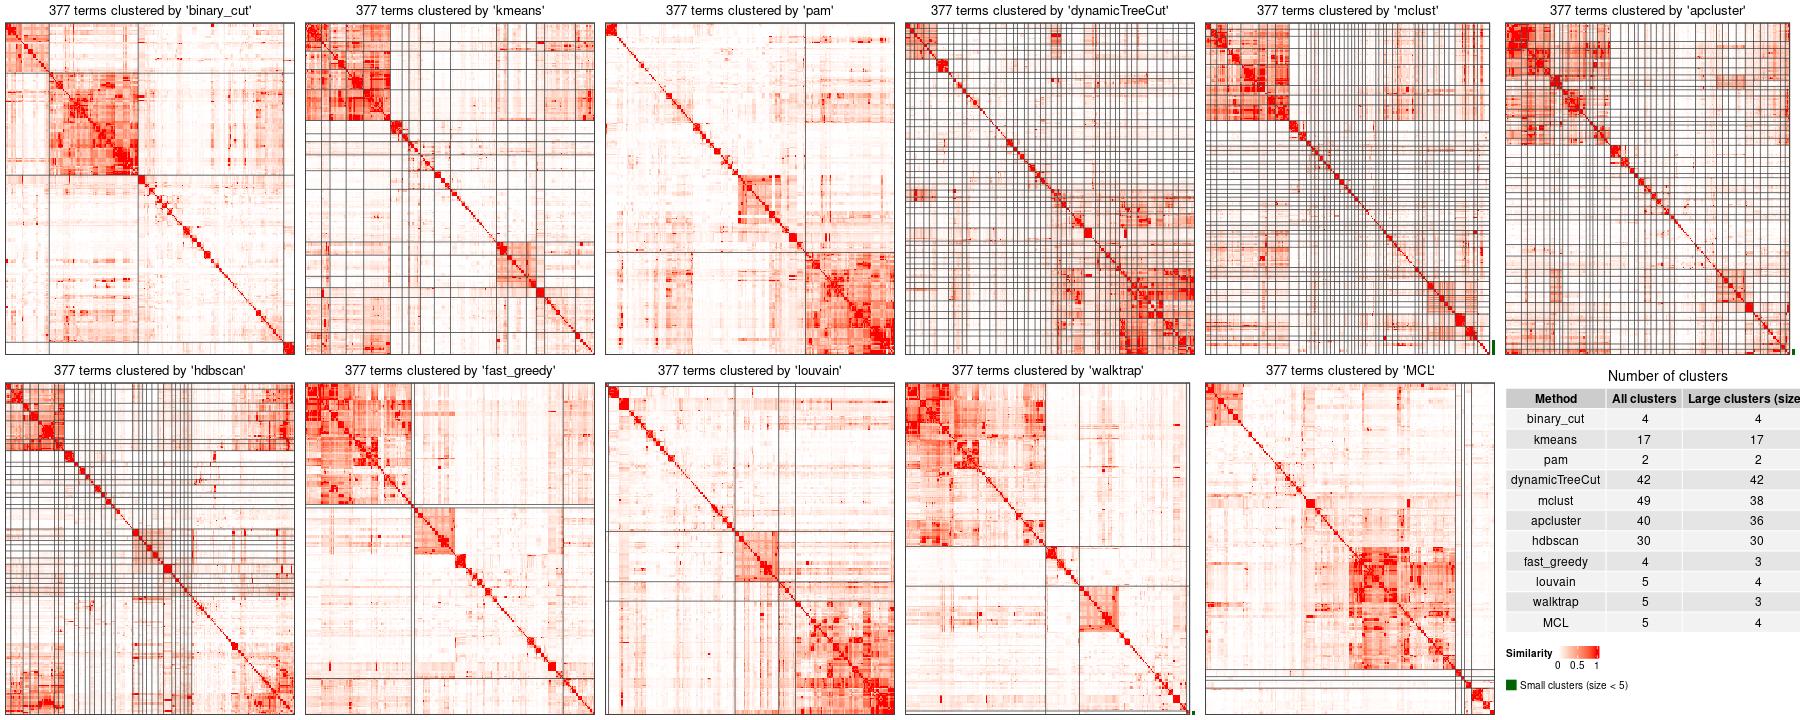 377 terms clustered by 'binary_cut'
377 terms clustered by 'kmeans'
377 terms clustered by 'pam'
377 terms clustered by 'dynamicTreeCut'
377 terms clustered by 'mclust'
377 terms clustered by 'apcluster'
377 terms clustered by 'hdbscan'
377 terms clustered by 'fast_greedy'
377 terms clustered by 'louvain'
377 terms clustered by 'walktrap'
377 terms clustered by 'MCL'
Number of clusters
Method All clusters Large clusters (size
binary_cut 4 4
kmeans 17 17
pam 2 2
dynamicTreeCut 42 42
mclust 49 38
apcluster 40 36
hdbscan 30 30
fast_greedy 4 3
louvain 5 4
walktrap 5 3
MCL 5 4
Similarity
0 0.5 1
Small clusters (size < 5)